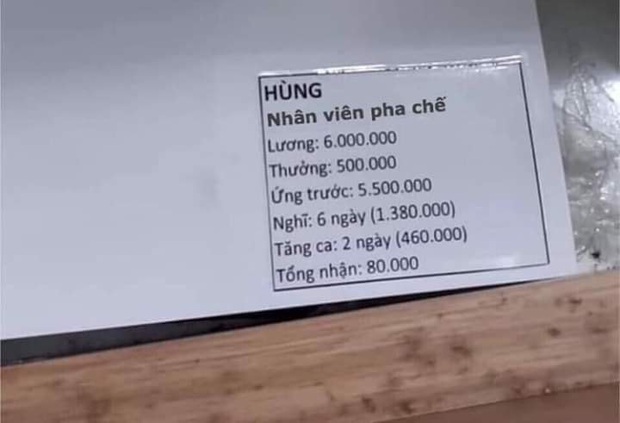 HÙNG
Nhân viên pha chế
Lương: 6.000.000
Thưởng: 500.000
Ứng trước: 5.500.000
Nghĩ: 6 ngày (1.380.000)
Tăng ca: 2 ngày (460.000)
Tổng nhận: 80.000